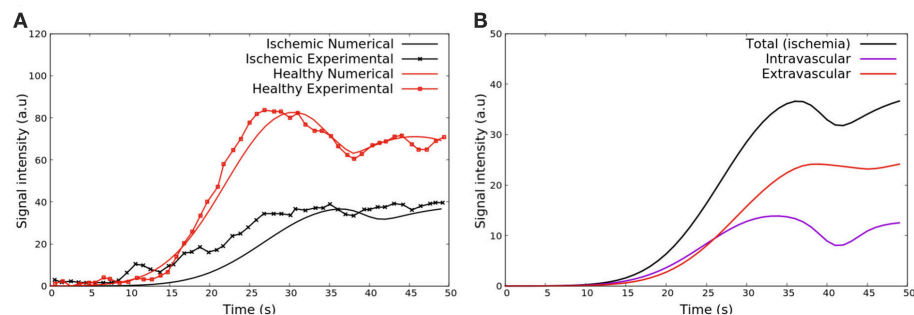 A
B
120
100
80
60
40
20
0
Signal intensity (a.u)
Ischemic Numerical
Ischemic Experimental
Healthy Numerical
Healthy Experimental
0 5 10 15 20 25 30 35 40 45 50
Time (s)
50
40
30
20
10
0
Signal intensity (a.u)
Total (ischemia)
Intravascular
Extravascular
0 5 10 15 20 25 30 35 40 45 50
Time (s)